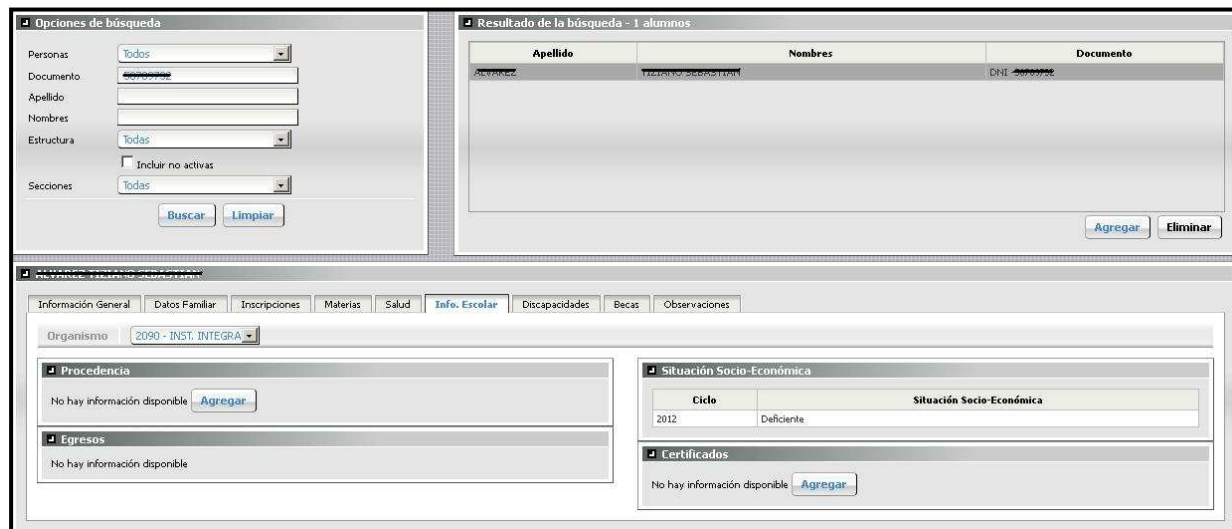 Opciones de búsqueda
Personas Todos
Documento
Apellido
Nombres
Estructura Todas
Incluir no activas
Secciones Todas
Buscar Limpiar
Resultado de la búsqueda - 1 alumnos
Apellido Nombres Documento
DNI
Agregar Eliminar
Información General Datos Familiar Inscripciones Materias Salud Info. Escolar Discapacidades Becas Observaciones
Organismo 2090 - INST. INTEGRA
Procedencia
No hay información disponible Agregar
Egresos
No hay información disponible
Situación Socio-Económica
Ciclo Situación Socio-Económica
2012 Deficiente
Certificados
No hay información disponible Agregar